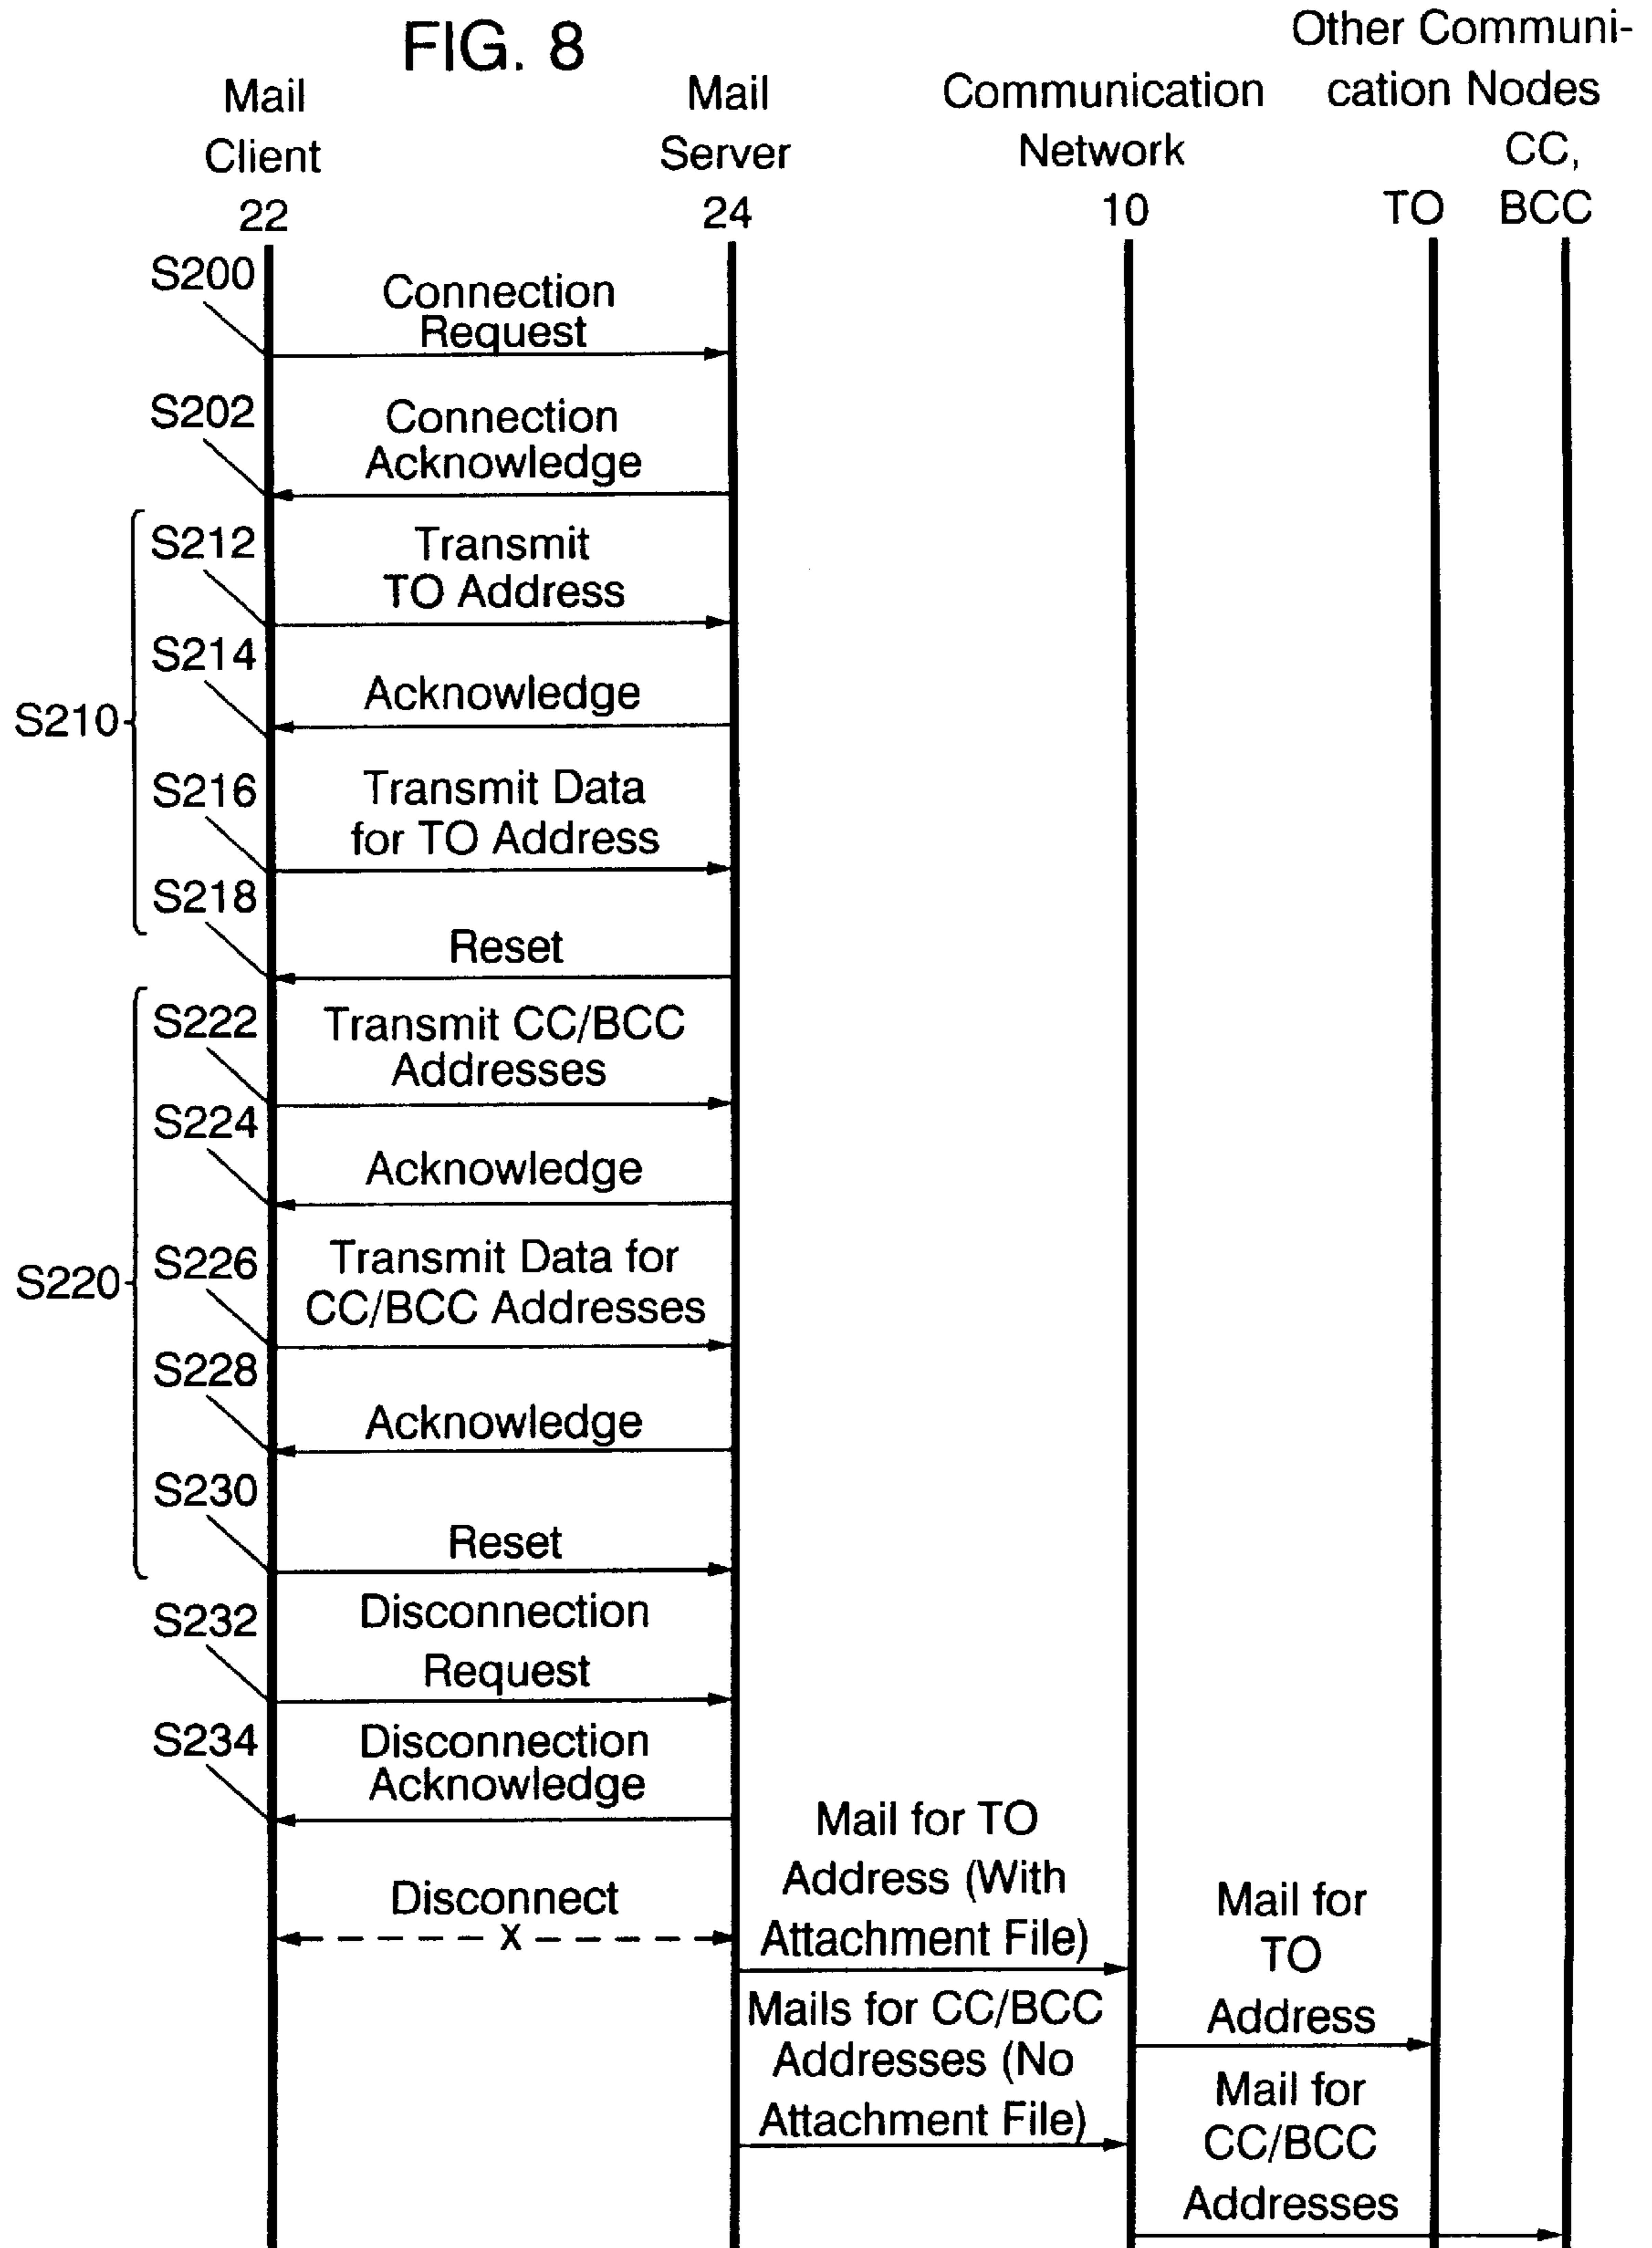 FIG. 8
Mail
Client
22
Mail
Server
24
Communication
Network
10
Other Communi-
cation Nodes
TO
CC,
BCC
S200
Connection
Request
S202
Connection
Acknowledge
S210
S212
Transmit
TO Address
S214
Acknowledge
S216
Transmit Data
for TO Address
S218
Reset
S220
S222
Transmit CC/BCC
Addresses
S224
Acknowledge
S226
Transmit Data for
CC/BCC Addresses
S228
Acknowledge
S230
Reset
S232
Disconnection
Request
S234
Disconnection
Acknowledge
Disconnect
X
Mail for TO
Address (With
Attachment File)
Mail for
TO
Address
Mails for CC/BCC
Addresses (No
Attachment File)
Mail for
CC/BCC
Addresses